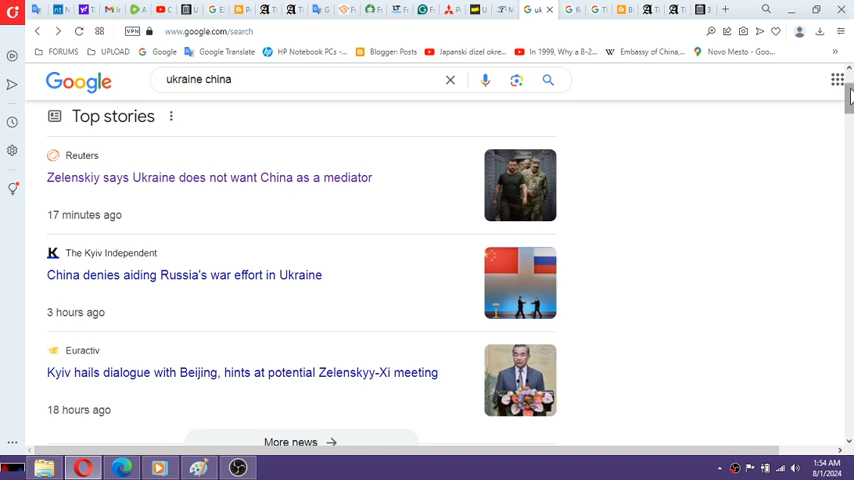 www.google.com/search
VPN
FORUMS
UPLOAD
Google
Google Translate
HP Notebook PC-...
Blogger: Posts
Japanski dizel okre...
In 1999, Why a B-2...
Embassy of China,...
Novo Mesto - Goo...
Google
ukraine china
Top stories
Reuters
Zelenskiy says Ukraine does not want China as a mediator
17 minutes ago
The Kyiv Independent
China denies aiding Russia's war effort in Ukraine
3 hours ago
Euractiv
Kyiv hails dialogue with Beijing, hints at potential Zelenskyy-Xi meeting
18 hours ago
More news
1:54 AM
8/1/2024